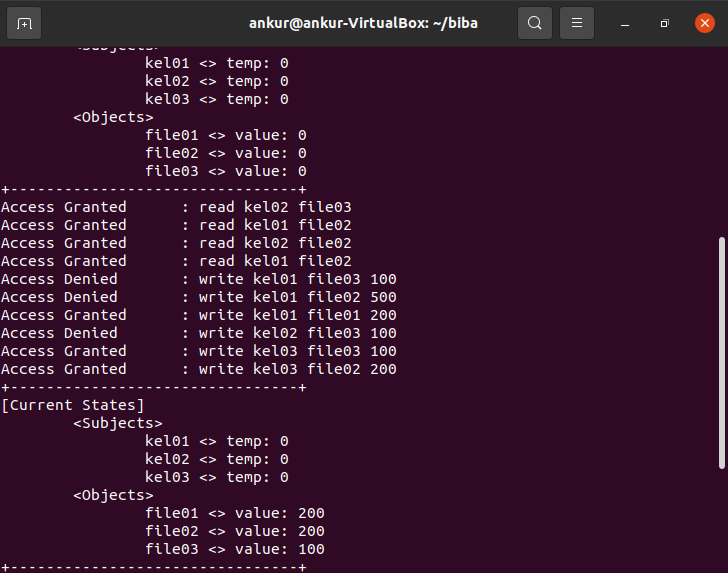 ankur@ankur-VirtualBox: ~/biba
<Subjects>
kel01 <> temp: 0
kel02 <> temp: 0
kel03 <> temp: 0
<Objects>
file01 <> value: 0
file02 <> value: 0
file03 <> value: 0
+--------------------------------+
Access Granted      : read kel02 file03
Access Granted      : read kel01 file02
Access Granted      : read kel02 file02
Access Granted      : read kel01 file02
Access Denied       : write kel01 file03 100
Access Denied       : write kel01 file02 500
Access Granted      : write kel01 file01 200
Access Denied       : write kel02 file03 100
Access Granted      : write kel03 file03 100
Access Granted      : write kel03 file02 200
+--------------------------------+
[Current States]
<Subjects>
kel01 <> temp: 0
kel02 <> temp: 0
kel03 <> temp: 0
<Objects>
file01 <> value: 200
file02 <> value: 200
file03 <> value: 100
+--------------------------------+